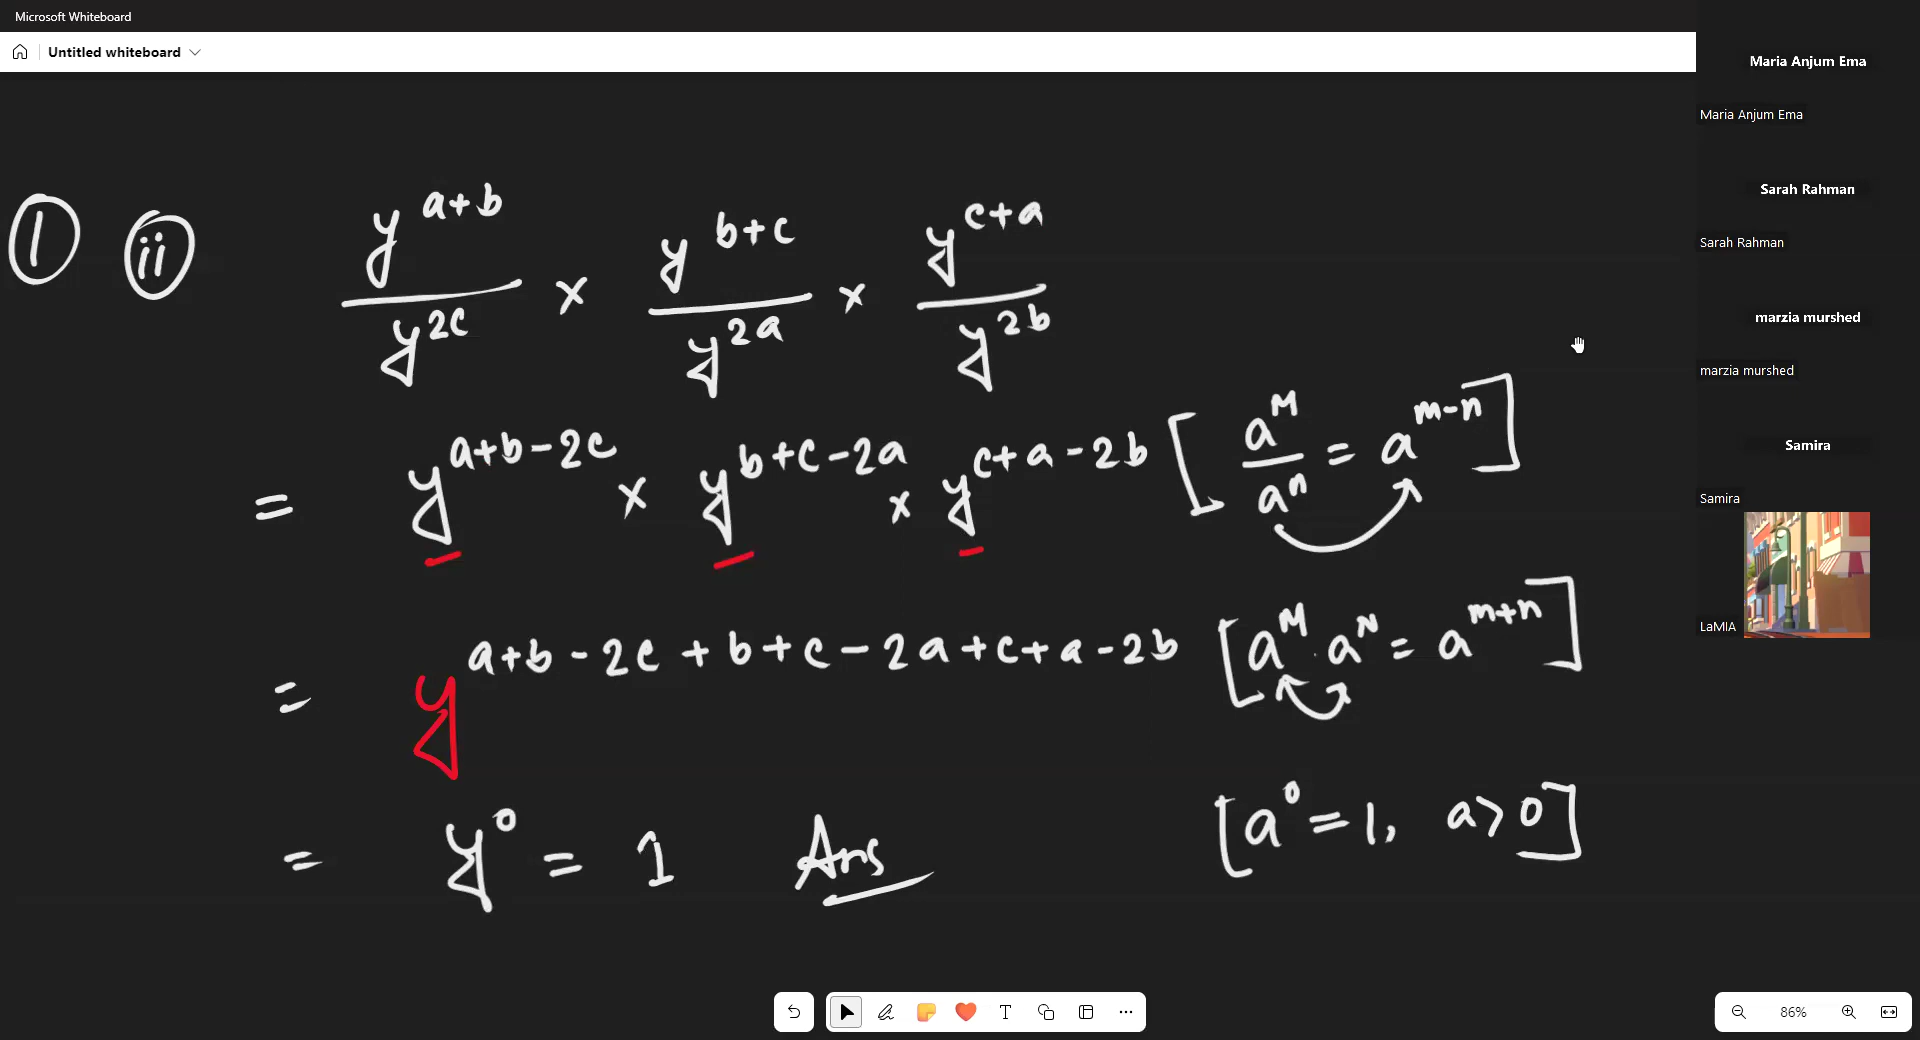 Microsoft Whiteboard
Untitled whiteboard
① ⓘⓘ y^(a+b)/y^(2c) × y^(b+c)/y^(2a) × y^(c+a)/y^(2b)
= y^(a+b-2c) × y^(b+c-2a) × y^(c+a-2b) [a^M/a^n = a^(m-n)]
= y^(a+b-2c+b+c-2a+c+a-2b) [a^M . a^N = a^(m+n)]
= y^0 = 1 Ans [a^0 = 1, a > 0]
Maria Anjum Ema
Maria Anjum Ema
Sarah Rahman
Sarah Rahman
marzia murshed
marzia murshed
Samira
Samira
LaMIA
86%